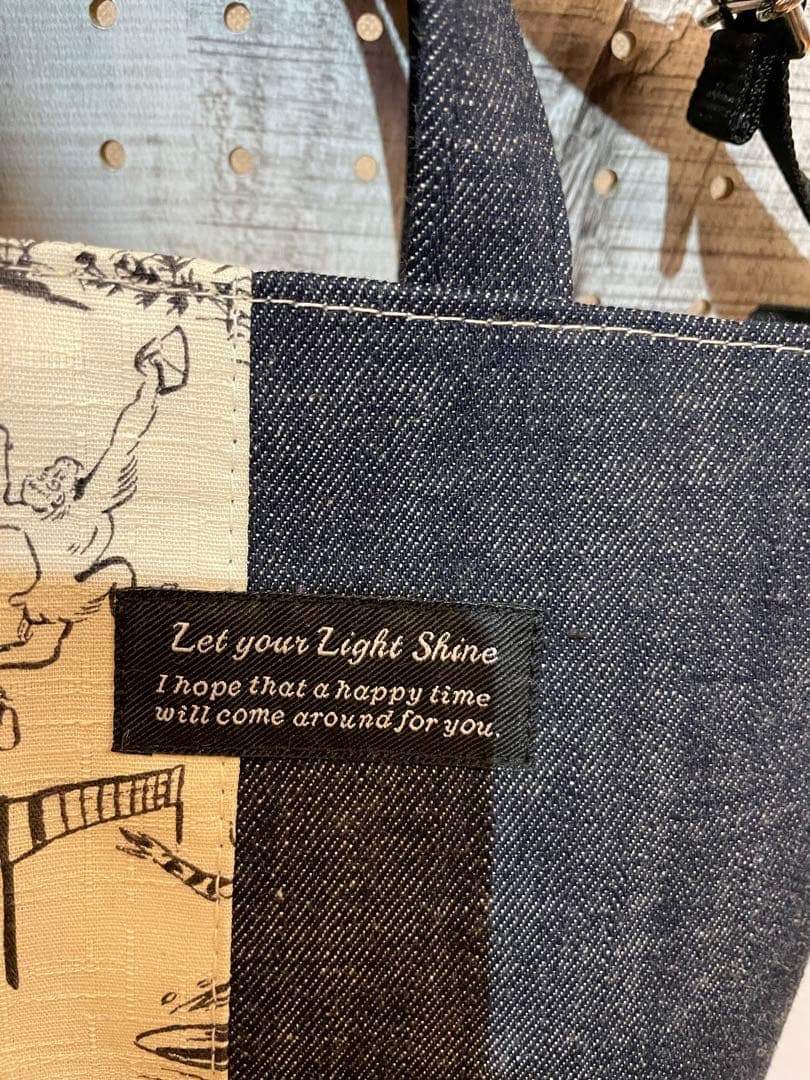 Let your Light Shine
I hope that a happy time
will come around for you.